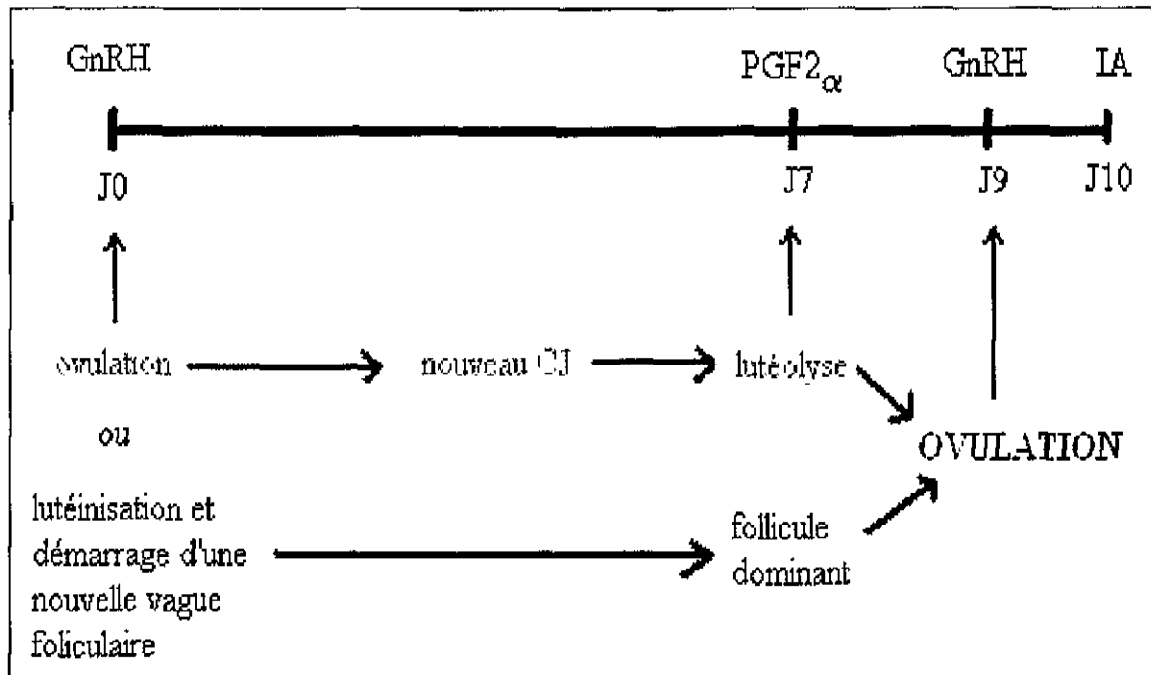 GnRH PGF2α GnRH IA
J0 J7 J9 J10
ovulation nouveau CJ lutéolyse
ou
OVULATION
lutéinisation et
démarrage d'une
nouvelle vague
foliculaire
follicule
dominant